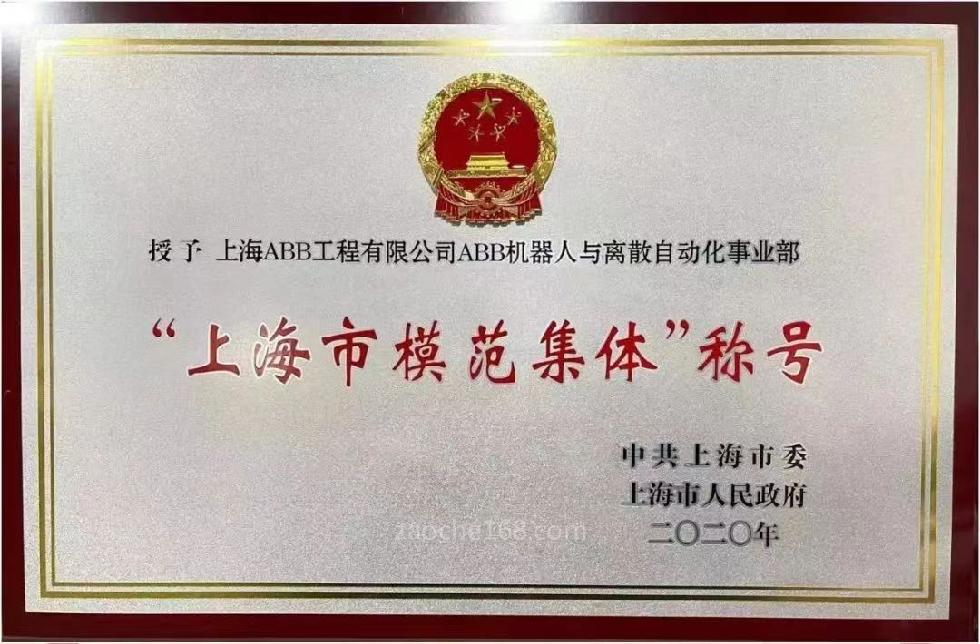 授予 上海ABB工程有限公司ABB机器人与离散自动化事业部
“上海市模范集体”称号
中共上海市委
上海市人民政府
二〇二〇年
zaoche168.com